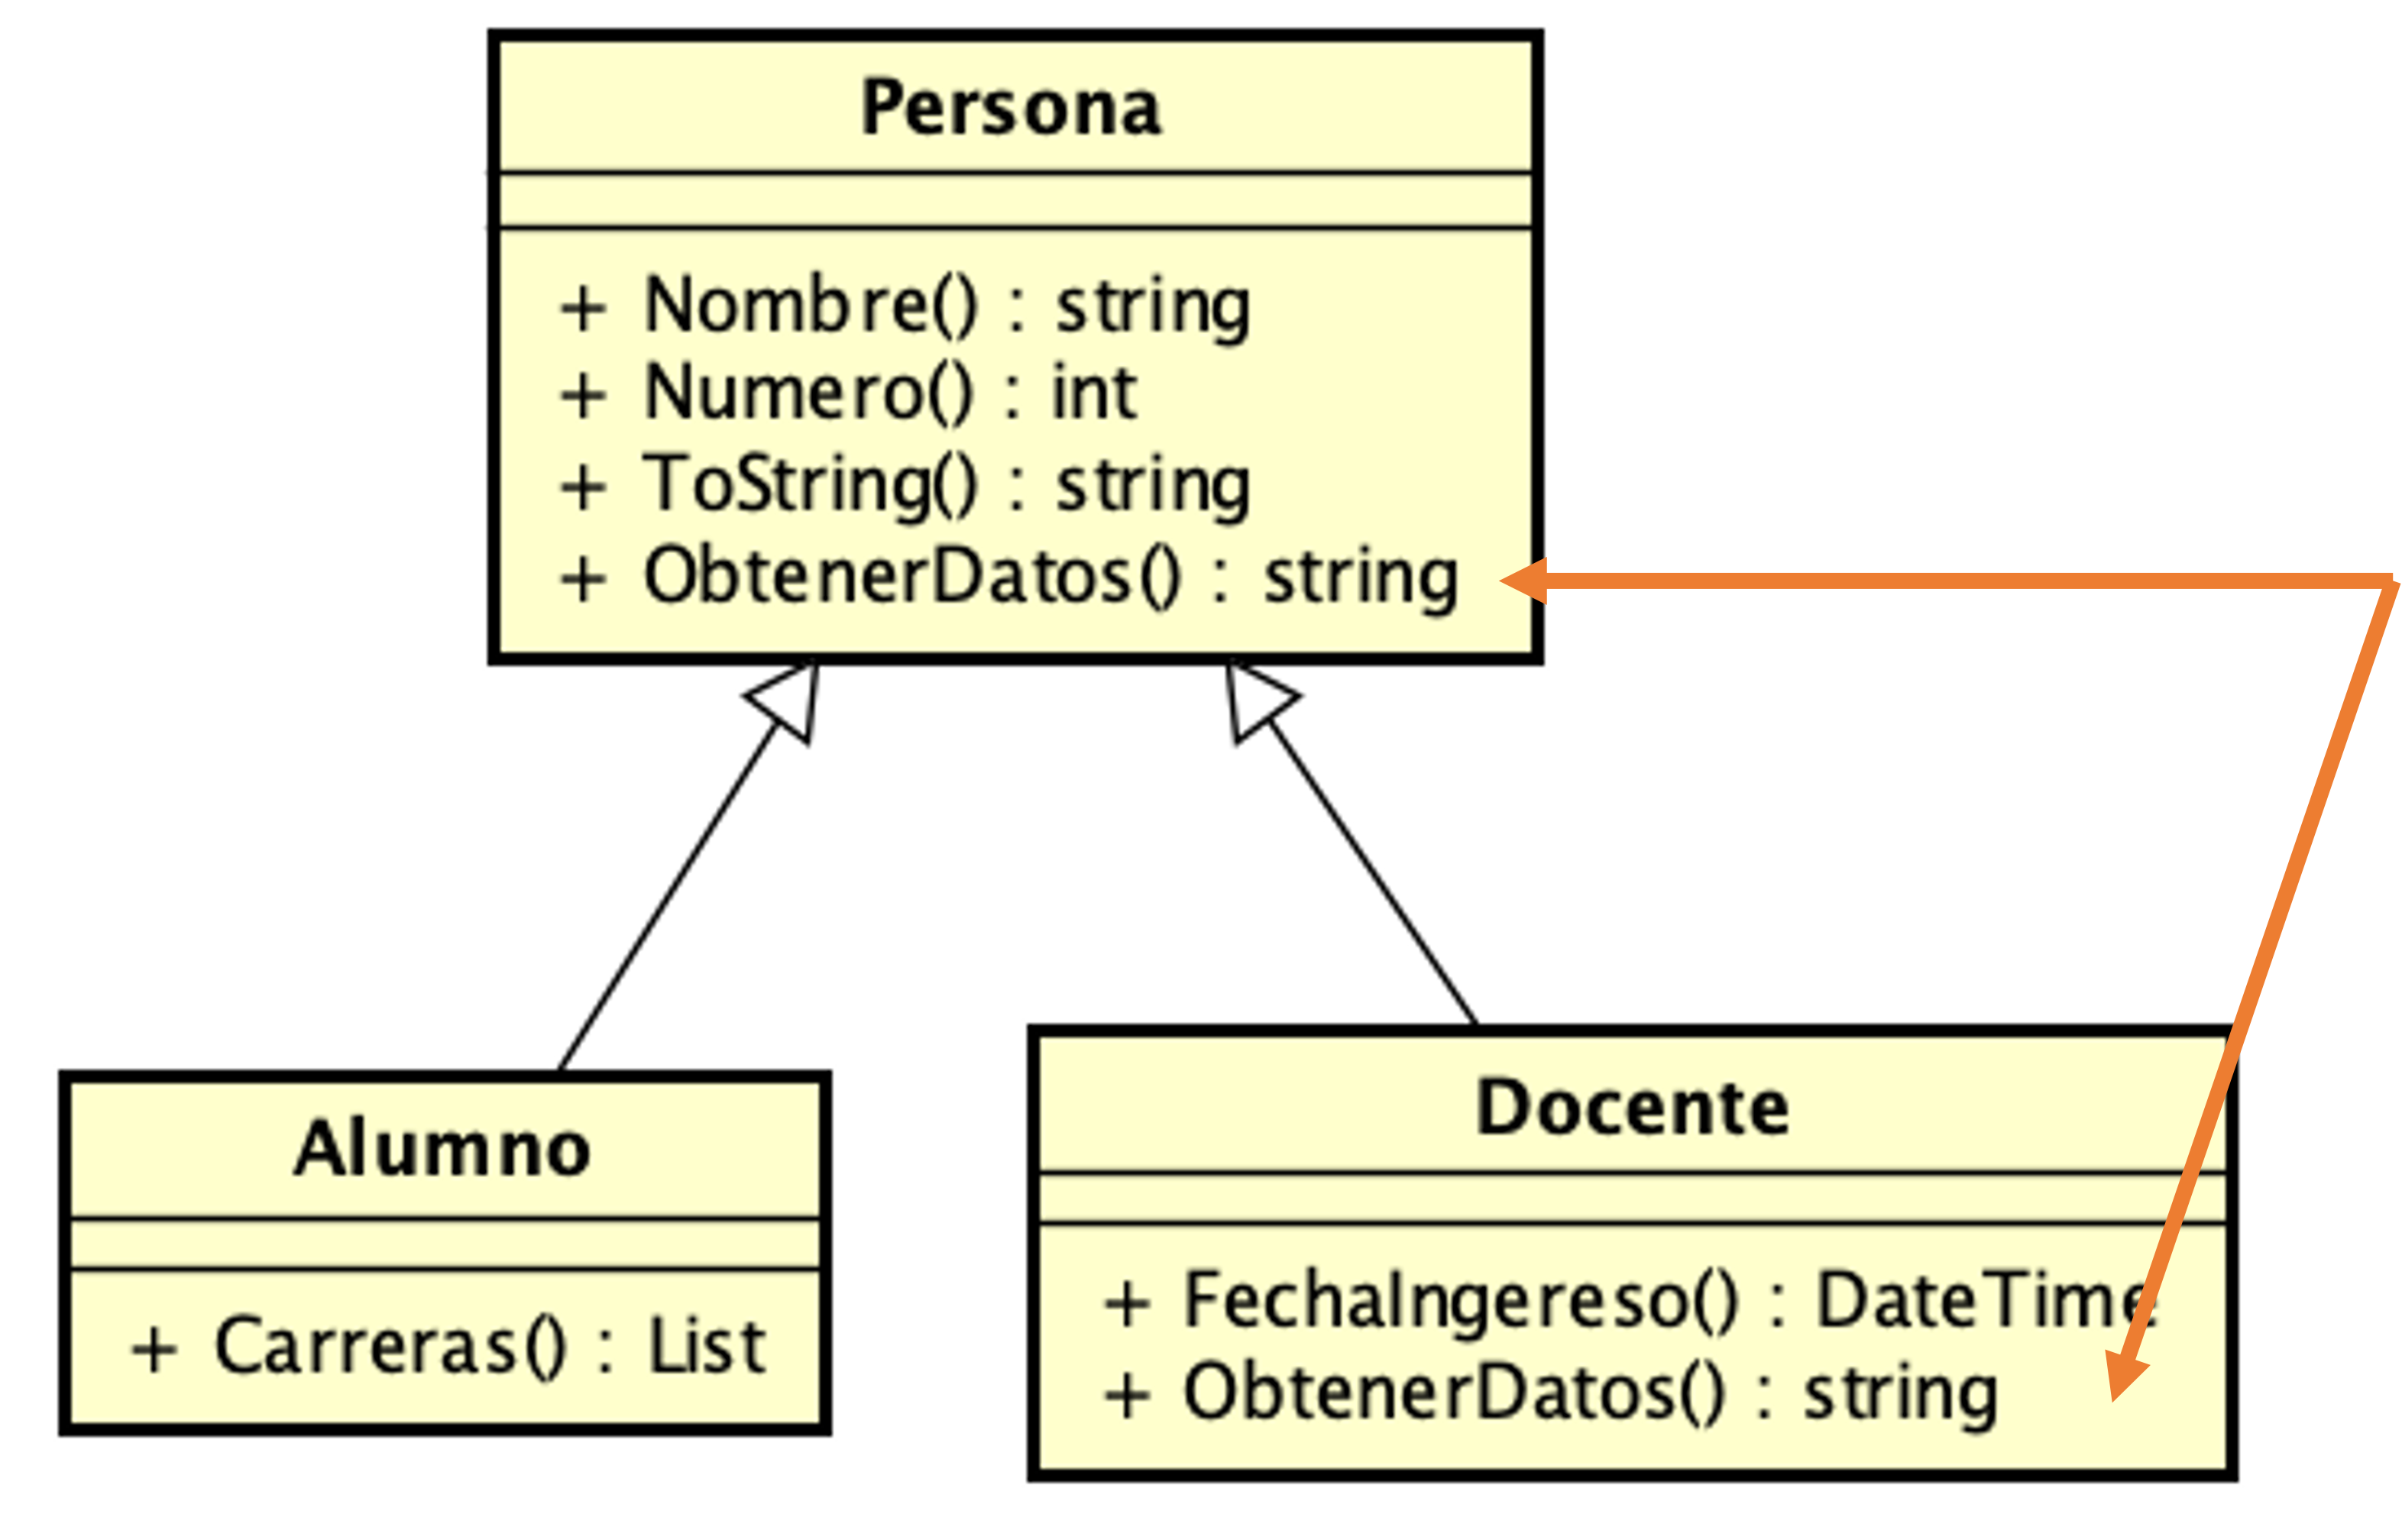 Persona
+ Nombre() : string
+ Numero() : int
+ ToString() : string
+ ObtenerDatos() : string
Alumno
+ Carreras() : List
Docente
+ FechaIngereso() : DateTime
+ ObtenerDatos() : string